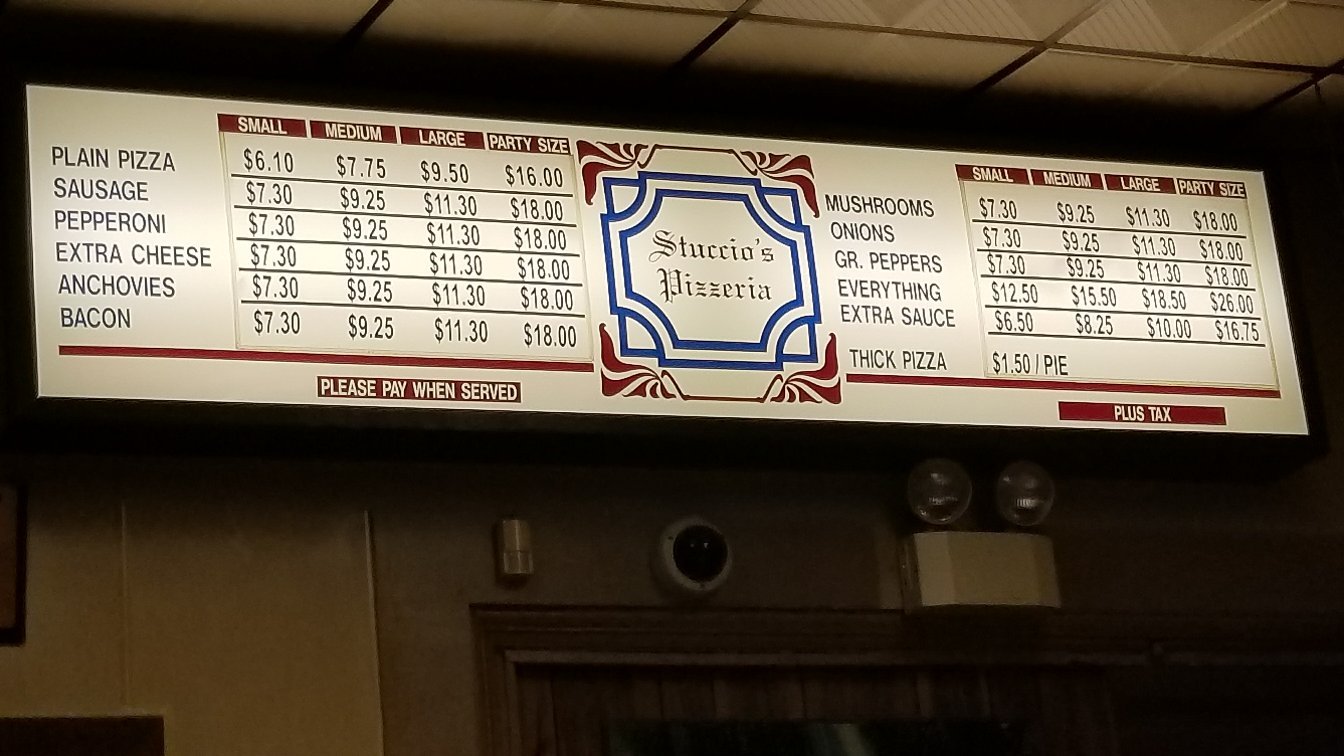 SMALL MEDIUM LARGE PARTY SIZE
PLAIN PIZZA $6.10 $7.75 $9.50 $16.00
SAUSAGE $7.30 $9.25 $11.30 $18.00
PEPPERONI $7.30 $9.25 $11.30 $18.00
EXTRA CHEESE $7.30 $9.25 $11.30 $18.00
ANCHOVIES $7.30 $9.25 $11.30 $18.00
BACON $7.30 $9.25 $11.30 $18.00
PLEASE PAY WHEN SERVED
Stuccio's
Pizzeria
SMALL MEDIUM LARGE PARTY SIZE
MUSHROOMS $7.30 $9.25 $11.30 $18.00
ONIONS $7.30 $9.25 $11.30 $18.00
GR. PEPPERS $7.30 $9.25 $11.30 $18.00
EVERYTHING $12.50 $15.50 $18.50 $26.00
EXTRA SAUCE $6.50 $8.25 $10.00 $16.75
THICK PIZZA $1.50 / PIE
PLUS TAX